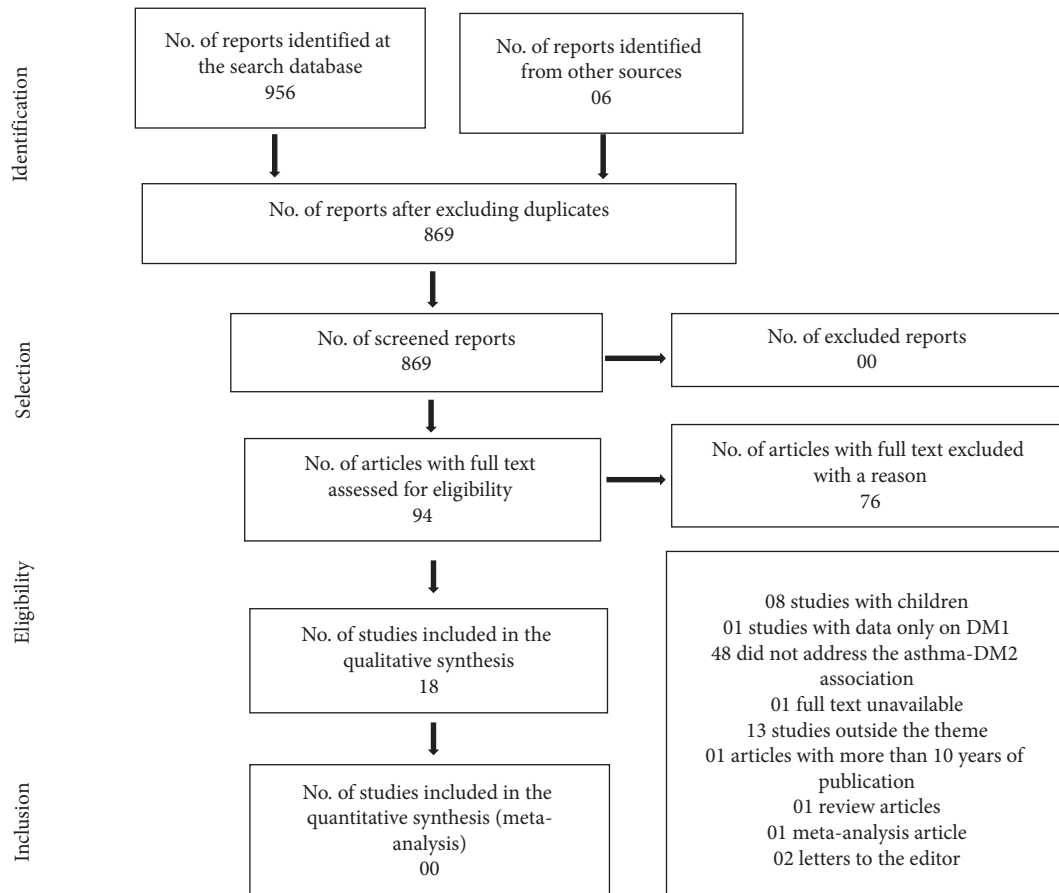 Identification
No. of reports identified at
the search database
956
No. of reports identified
from other sources
06
No. of reports after excluding duplicates
869
Selection
No. of screened reports
869
No. of excluded reports
00
No. of articles with full text
assessed for eligibility
94
No. of articles with full text excluded
with a reason
76
Eligibility
No. of studies included in the
qualitative synthesis
18
08 studies with children
01 studies with data only on DM1
48 did not address the asthma-DM2
association
01 full text unavailable
13 studies outside the theme
01 articles with more than 10 years of
publication
01 review articles
01 meta-analysis article
02 letters to the editor
Inclusion
No. of studies included in the
quantitative synthesis (meta-
analysis)
00